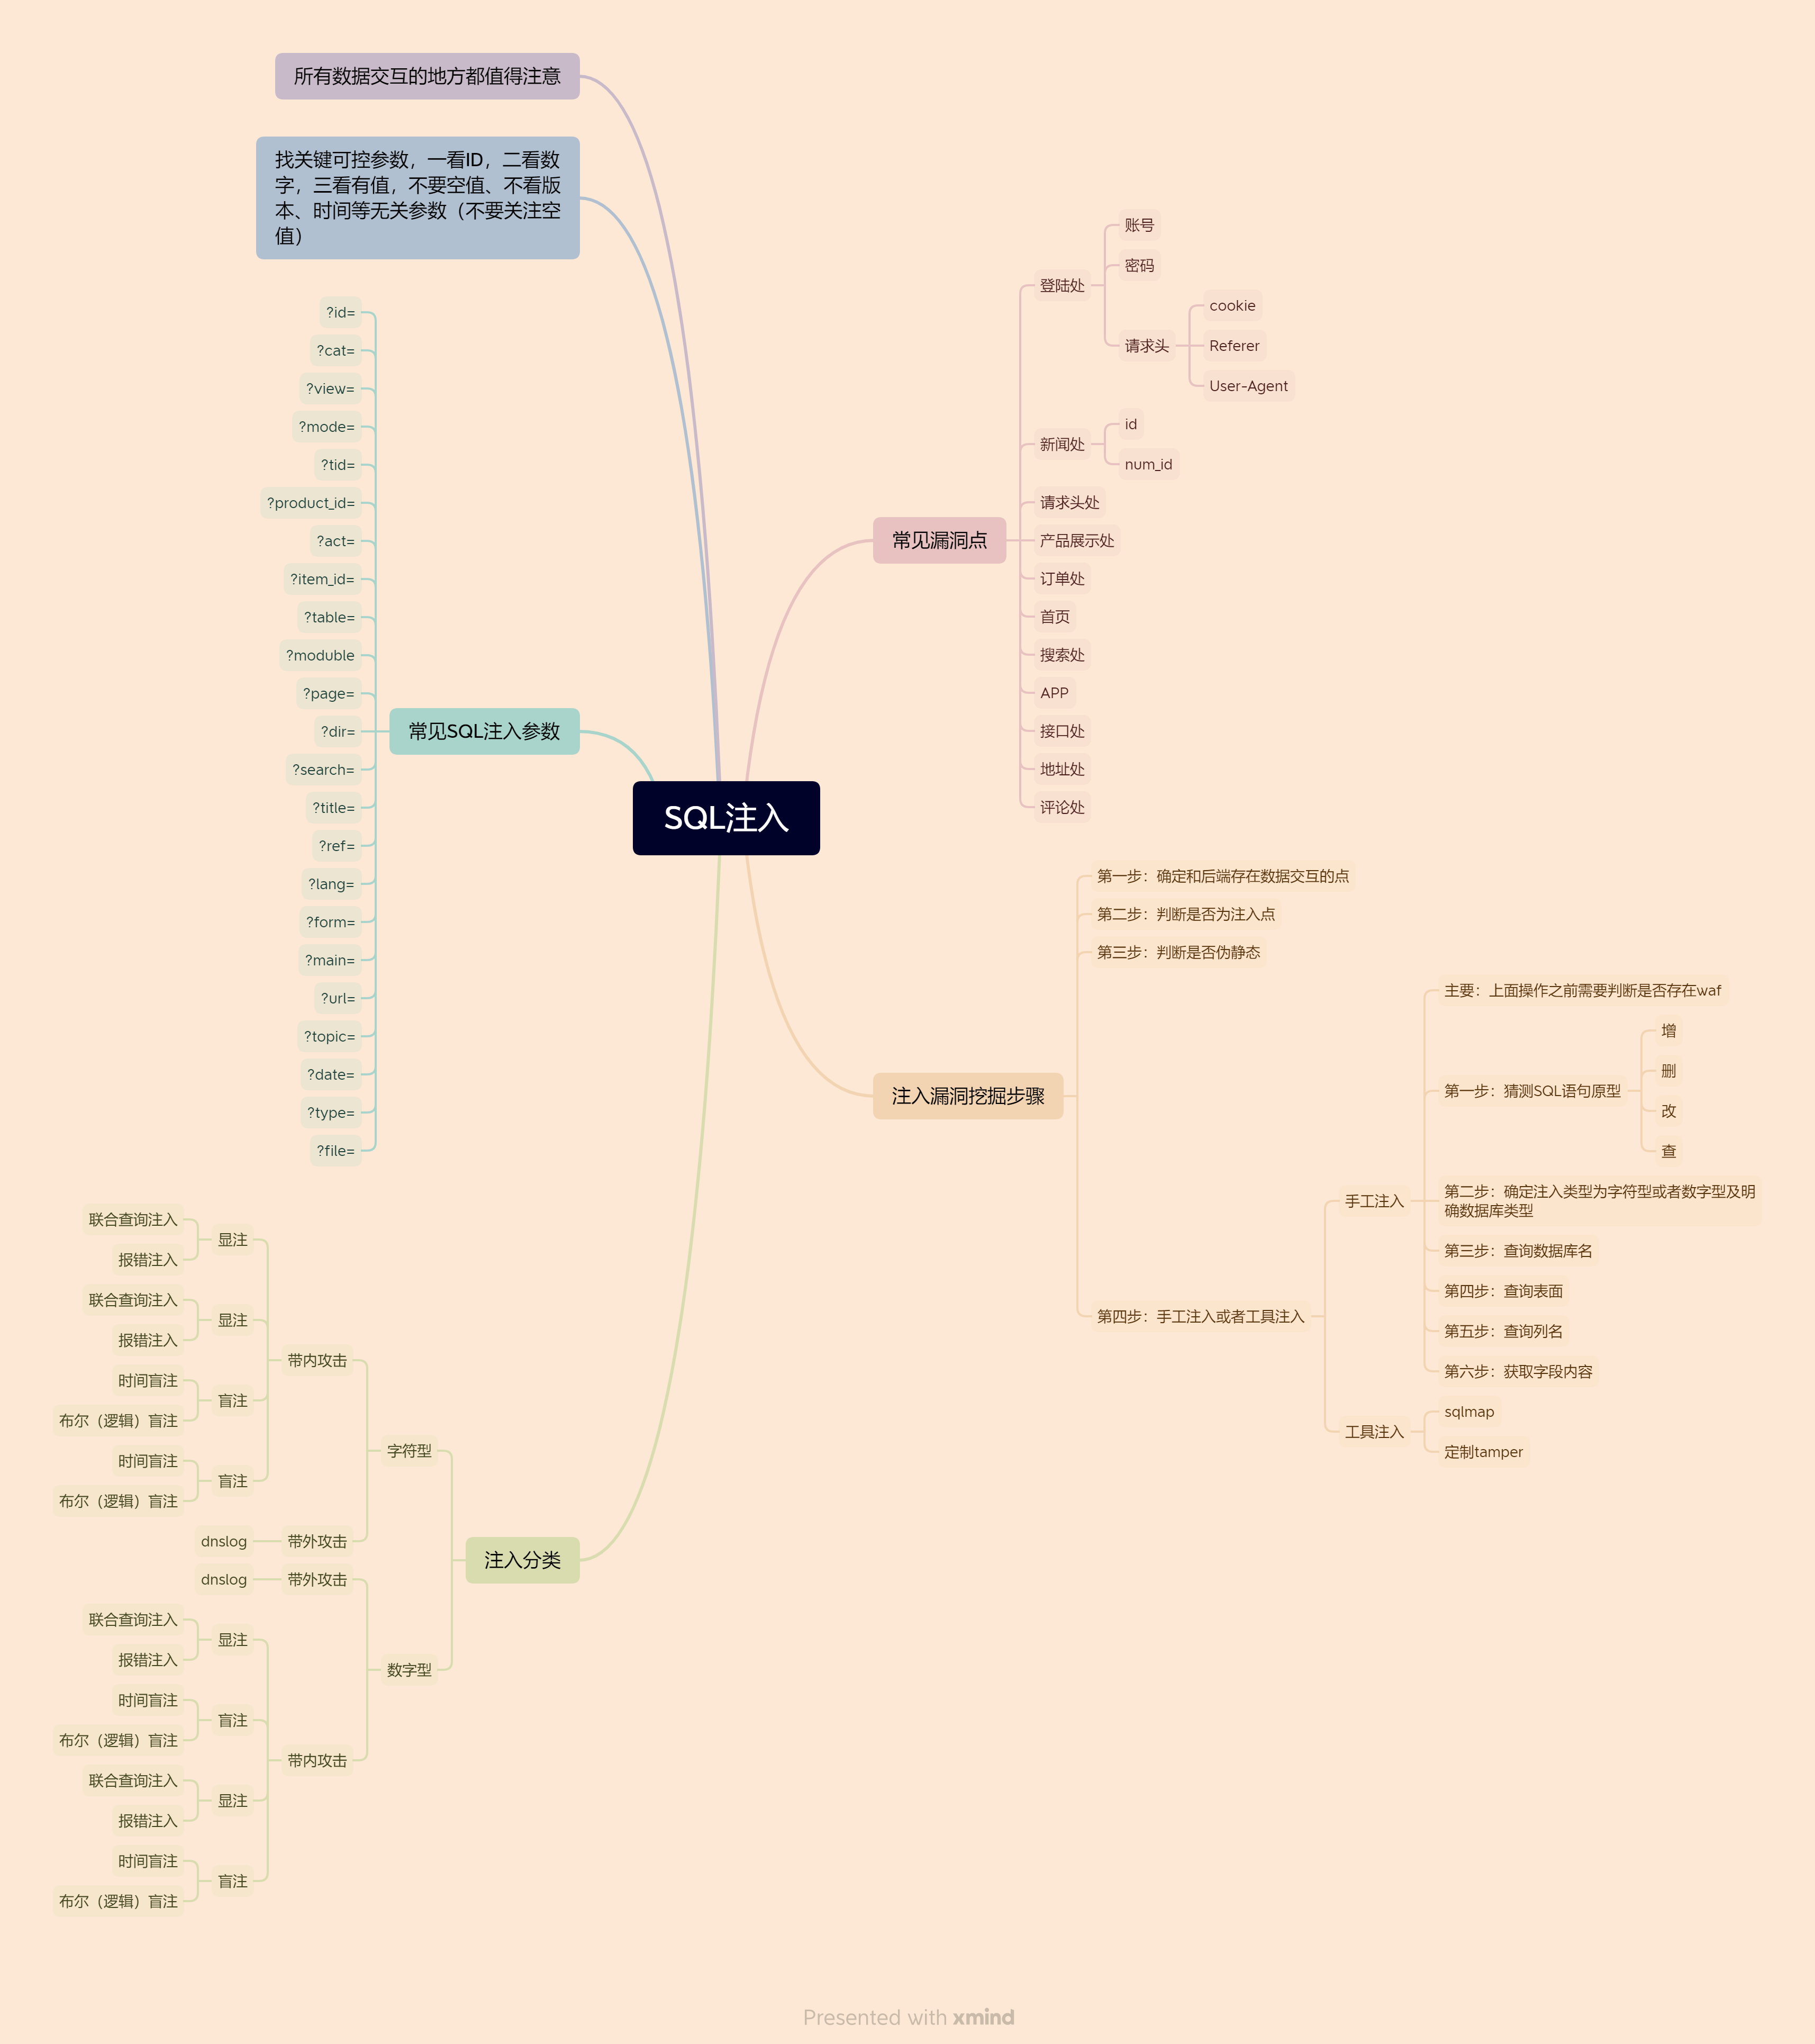 SQL注入
常见漏洞点
登陆处
账号
密码
请求头
cookie
Referer
User-Agent
新闻处
id
num_id
请求头处
产品展示处
订单处
首页
搜索处
APP
接口处
地址处
评论处
注入漏洞挖掘步骤
第一步：确定和后端存在数据交互的点
第二步：判断是否为注入点
第三步：判断是否伪静态
第四步：手工注入或者工具注入
手工注入
主要：上面操作之前需要判断是否存在waf
第一步：猜测SQL语句原型
增
删
改
查
第二步：确定注入类型为字符型或者数字型及明
确数据库类型
第三步：查询数据库名
第四步：查询表面
第五步：查询列名
第六步：获取字段内容
工具注入
sqlmap
定制tamper
所有数据交互的地方都值得注意
找关键可控参数，一看ID，二看数
字，三看有值，不要空值、不看版
本、时间等无关参数（不要关注空
值）
常见SQL注入参数
?id=
?cat=
?view=
?mode=
?tid=
?product_id=
?act=
?item_id=
?table=
?moduble
?page=
?dir=
?search=
?title=
?ref=
?lang=
?form=
?main=
?url=
?topic=
?date=
?type=
?file=
注入分类
字符型
带内攻击
显注
联合查询注入
报错注入
显注
联合查询注入
报错注入
盲注
时间盲注
布尔（逻辑）盲注
盲注
时间盲注
布尔（逻辑）盲注
带外攻击
dnslog
数字型
带外攻击
dnslog
带内攻击
显注
联合查询注入
报错注入
盲注
时间盲注
布尔（逻辑）盲注
显注
联合查询注入
报错注入
盲注
时间盲注
布尔（逻辑）盲注
Presented with xmind